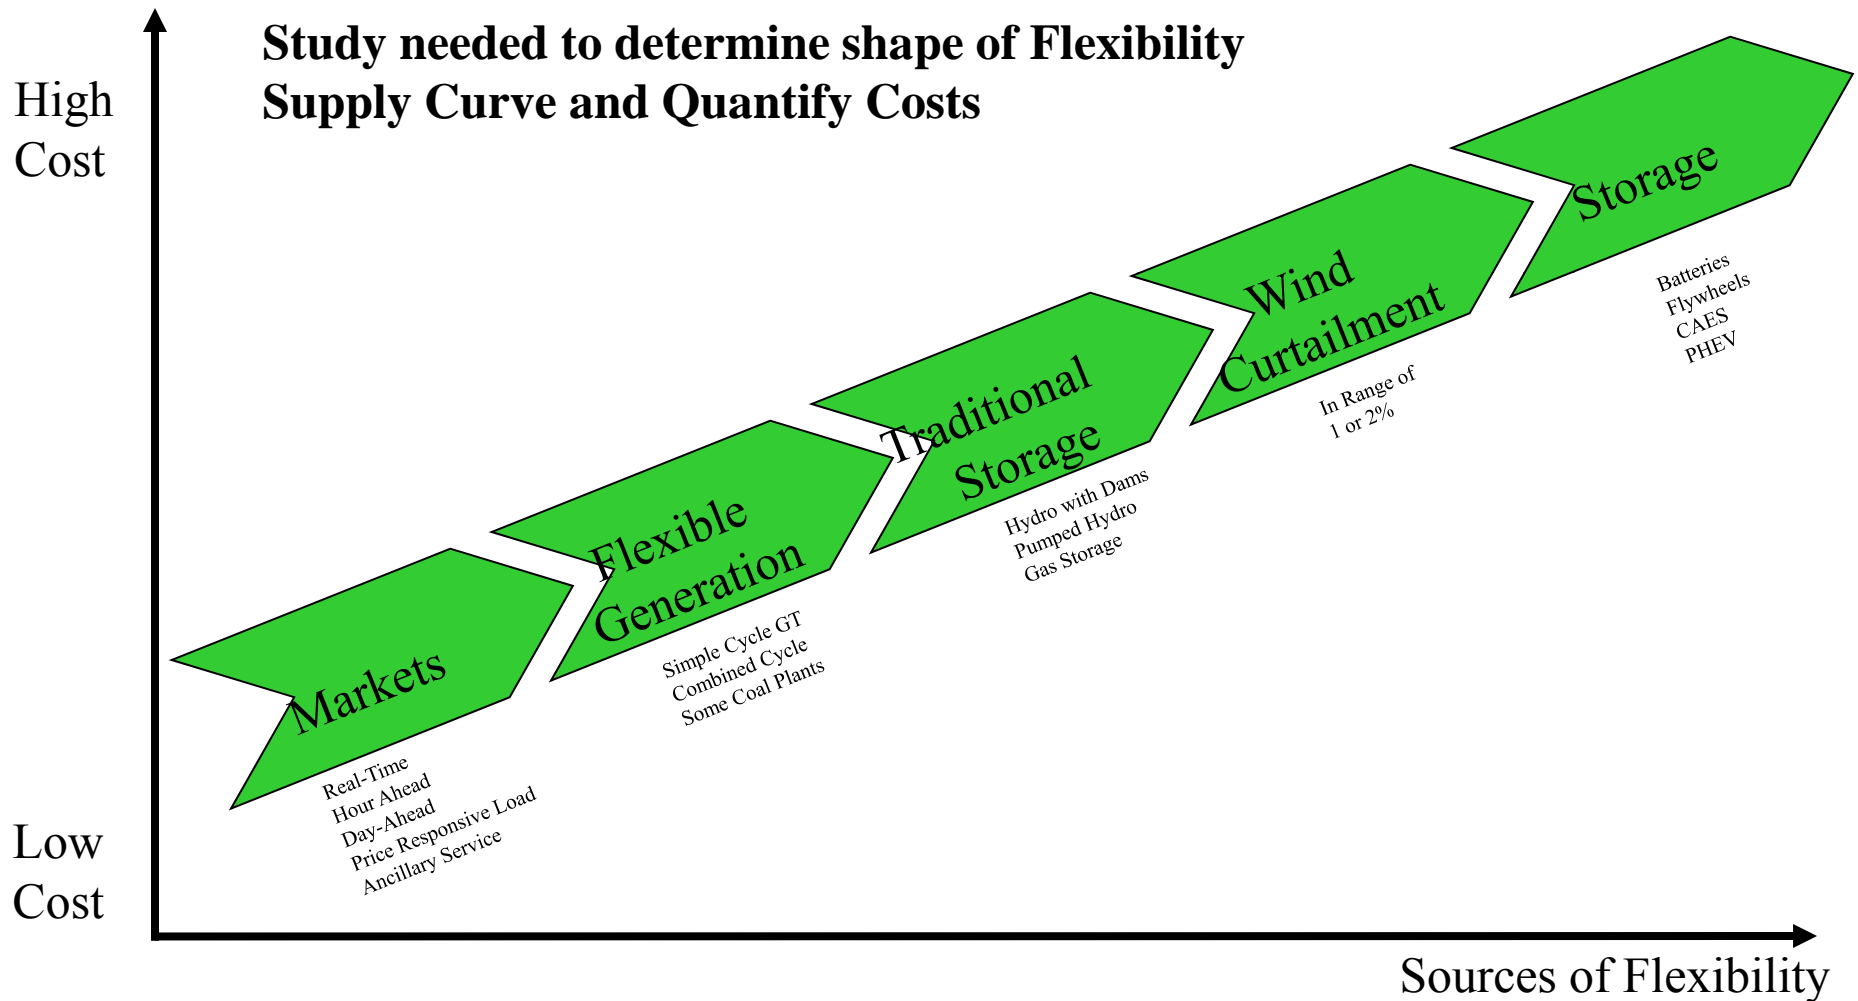 Study needed to determine shape of Flexibility
Supply Curve and Quantify Costs
High
Cost
Storage
Batteries
Flywheels
CAES
PHEV
Wind
Curtailment
In Range of
1 or 2%
Traditional
Storage
Hydro with Dams
Pumped Hydro
Gas Storage
Flexible
Generation
Simple Cycle GT
Combined Cycle
Some Coal Plants
Markets
Real-Time
Hour Ahead
Day-Ahead
Price Responsive Load
Ancillary Service
Low
Cost
Sources of Flexibility